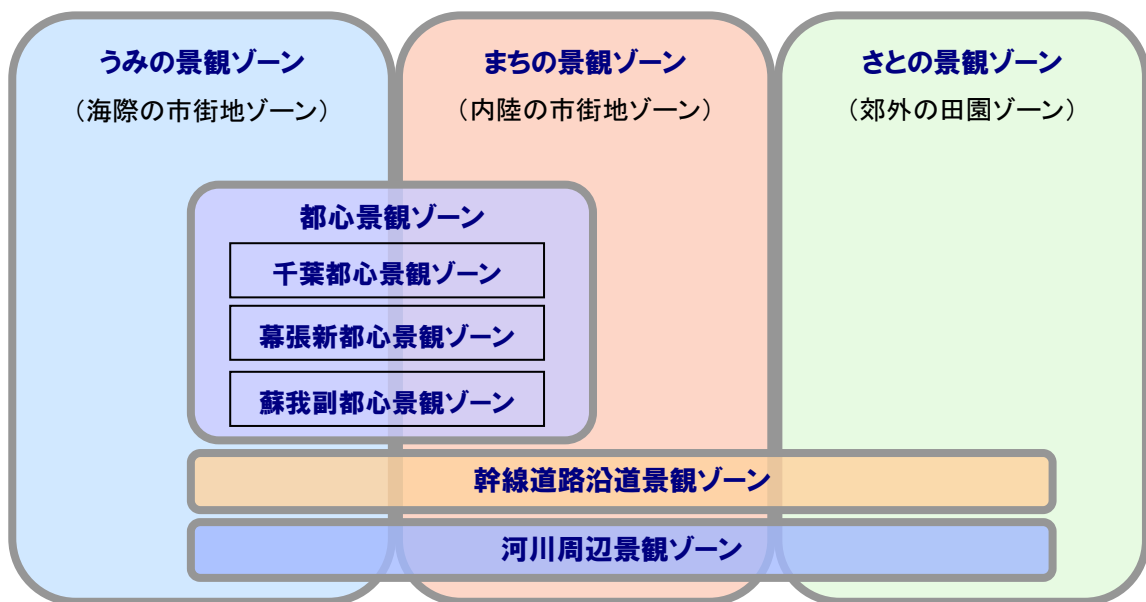 うみの景観ゾーン
（海際の市街地ゾーン）
まちの景観ゾーン
（内陸の市街地ゾーン）
さとの景観ゾーン
（郊外の田園ゾーン）
都心景観ゾーン
千葉都心景観ゾーン
幕張新都心景観ゾーン
蘇我副都心景観ゾーン
幹線道路沿道景観ゾーン
河川周辺景観ゾーン